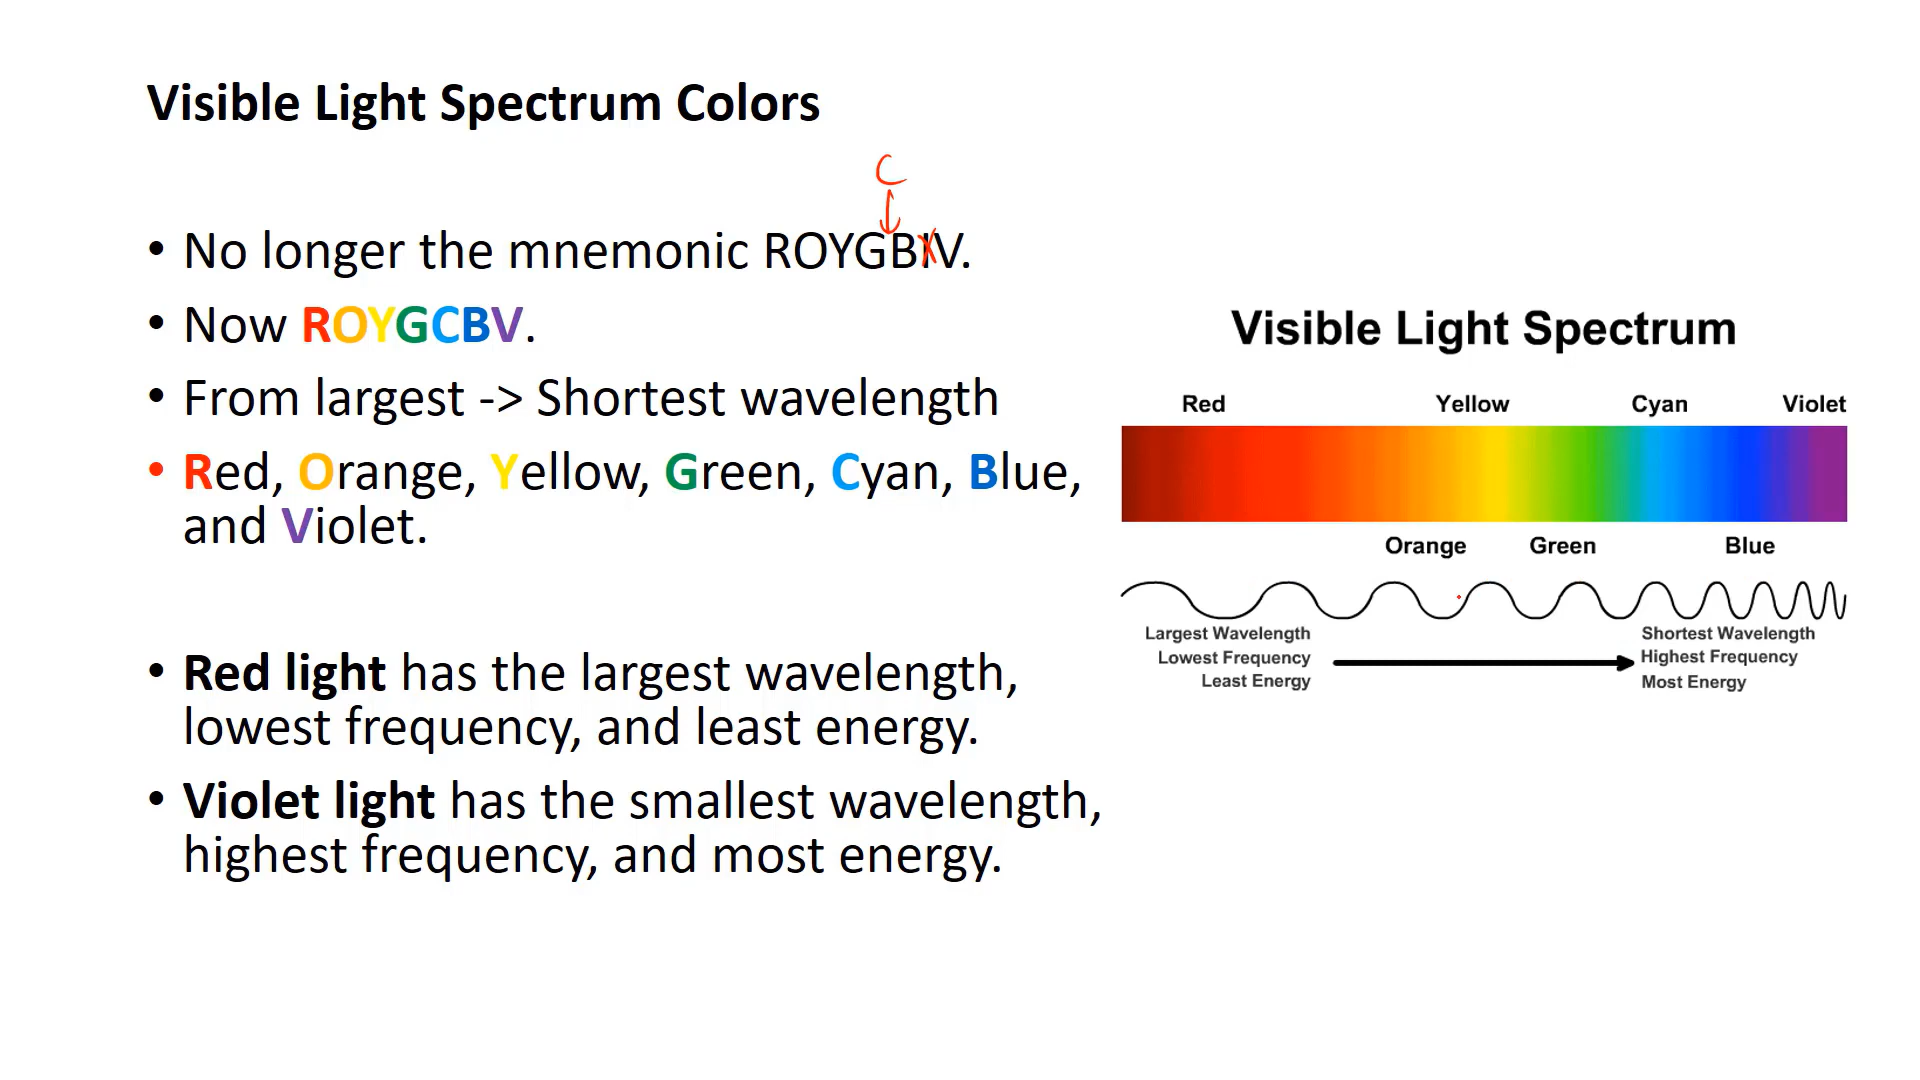 Visible Light Spectrum Colors
C
• No longer the mnemonic ROYGBIV.
• Now ROYGCBV.
• From largest -> Shortest wavelength
• Red, Orange, Yellow, Green, Cyan, Blue,
and Violet.
• Red light has the largest wavelength,
lowest frequency, and least energy.
• Violet light has the smallest wavelength,
highest frequency, and most energy.
Visible Light Spectrum
Red Yellow Cyan Violet
Orange Green Blue
Largest Wavelength
Lowest Frequency
Least Energy
Shortest Wavelength
Highest Frequency
Most Energy